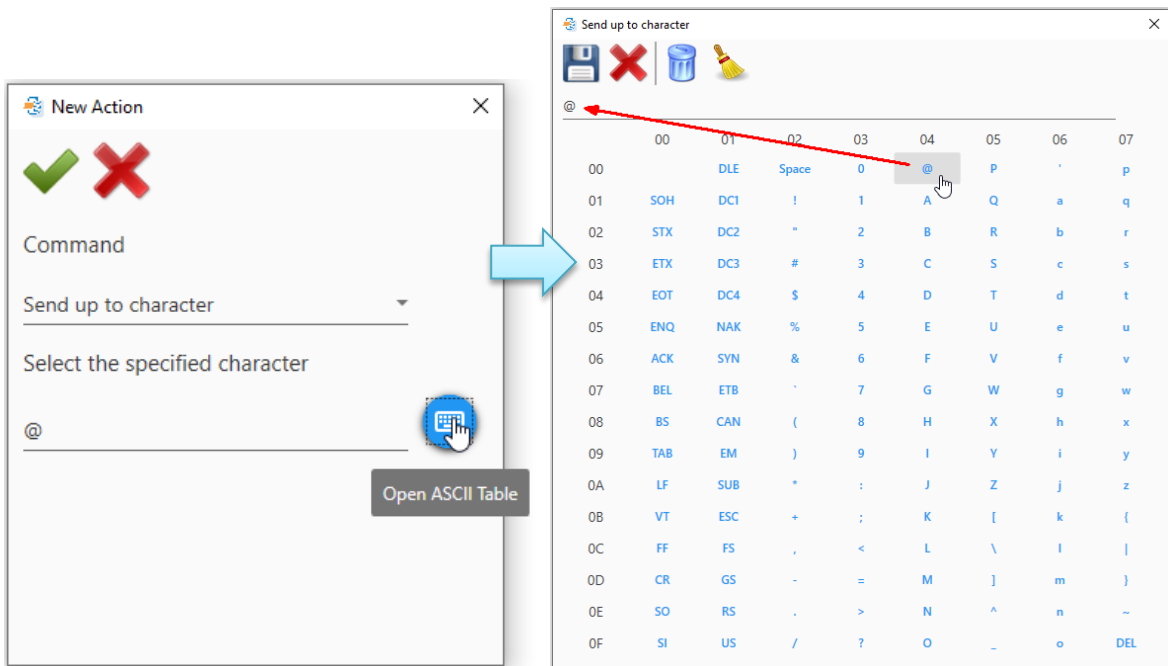 New Action
Command
Send up to character
Select the specified character
@
Open ASCII Table
Send up to character
@
00 01 02 03 04 05 06 07
00 DLE Space 0 @ P ' p
01 SOH DC1 ! 1 A Q a q
02 STX DC2 " 2 B R b r
03 ETX DC3 # 3 C S c s
04 EOT DC4 $ 4 D T d t
05 ENQ NAK % 5 E U e u
06 ACK SYN & 6 F V f v
07 BEL ETB ' 7 G W g w
08 BS CAN ( 8 H X h x
09 TAB EM ) 9 I Y i y
0A LF SUB * : J Z j z
0B VT ESC + ; K [ k {
0C FF FS , < L \ l |
0D CR GS - = M ] m }
0E SO RS . > N ^ n ~
0F SI US / ? O _ o DEL